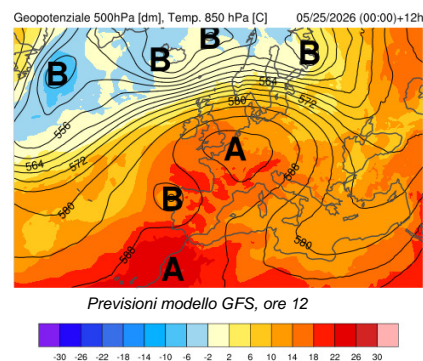 Geopotenziale 500hPa [dm], Temp. 850 hPa [C] 05/25/2026 (00:00)+12h
B B B B
564
580
572
556
A
564
572
588
B
580
580
588
A
Previsioni modello GFS, ore 12
-30 -26 -22 -18 -14 -10 -6 -2 2 6 10 14 18 22 26 30